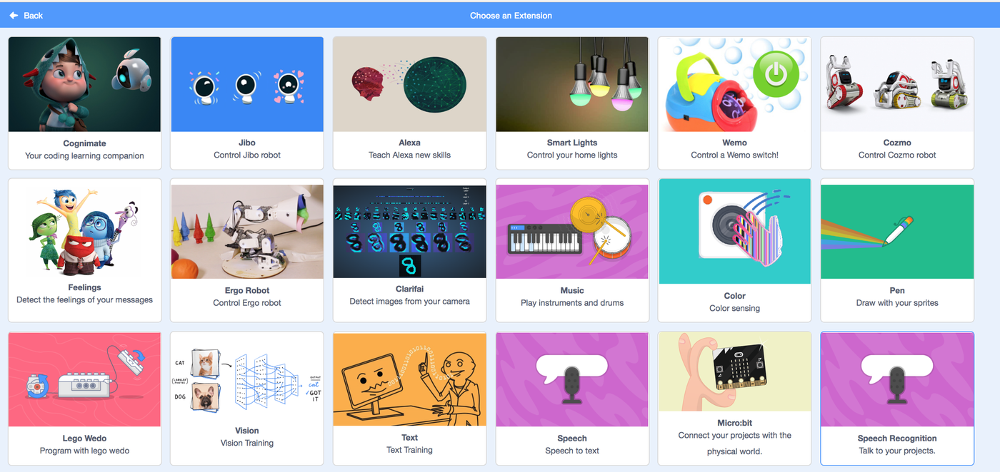 Back
Choose an Extension
Cognimate
Your coding learning companion
Jibo
Control Jibo robot
Alexa
Teach Alexa new skills
Smart Lights
Control your home lights
Wemo
Control a Wemo switch!
Cozmo
Control Cozmo robot
Feelings
Detect the feelings of your messages
Ergo Robot
Control Ergo robot
Clarifai
Detect images from your camera
Music
Play instruments and drums
Color
Color sensing
Pen
Draw with your sprites
Lego Wedo
Program with lego wedo
CAT
(LABELED
PHOTOS)
DOG
OUTPUT
cat
✓GOT
IT
Vision
Vision Training
Text
Text Training
Speech
Speech to text
Micro:bit
Connect your projects with the
physical world.
Speech Recognition
Talk to your projects.